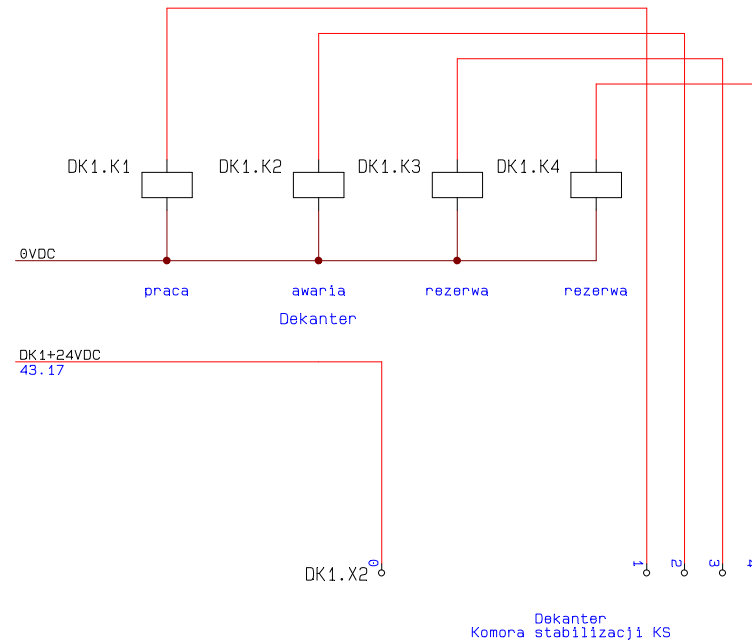 DK1.K1 DK1.K2 DK1.K3 DK1.K4
0VDC
praca awaria rezerwa rezerwa
Dekanter
DK1+24VDC
43.17
DK1.X2 0 1 2 3 4
Dekanter
Komora stabilizacji KS